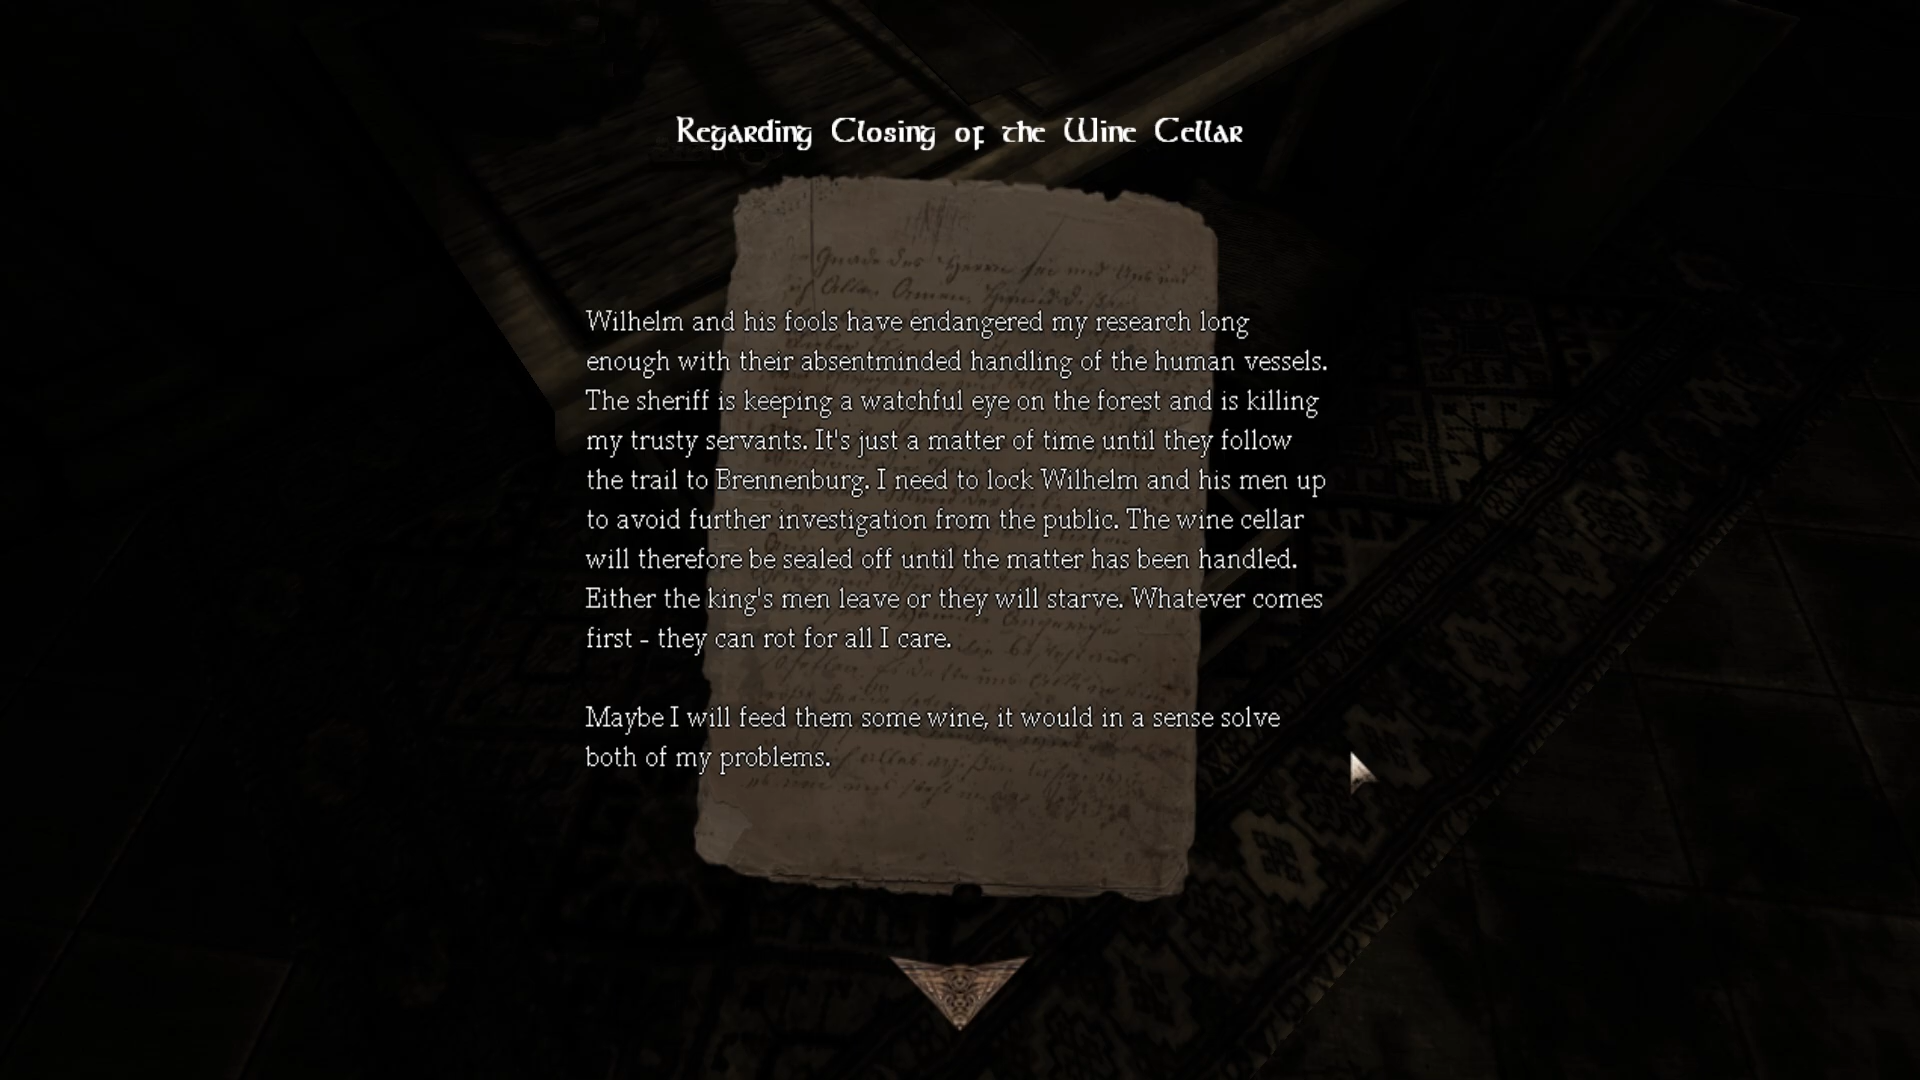 Regarding Closing of the Wine Cellar
Wilhelm and his fools have endangered my research long
enough with their absentminded handling of the human vessels.
The sheriff is keeping a watchful eye on the forest and is killing
my trusty servants. It's just a matter of time until they follow
the trail to Brennenburg. I need to lock Wilhelm and his men up
to avoid further investigation from the public. The wine cellar
will therefore be sealed off until the matter has been handled.
Either the king's men leave or they will starve. Whatever comes
first - they can rot for all I care.
Maybe I will feed them some wine, it would in a sense solve
both of my problems.